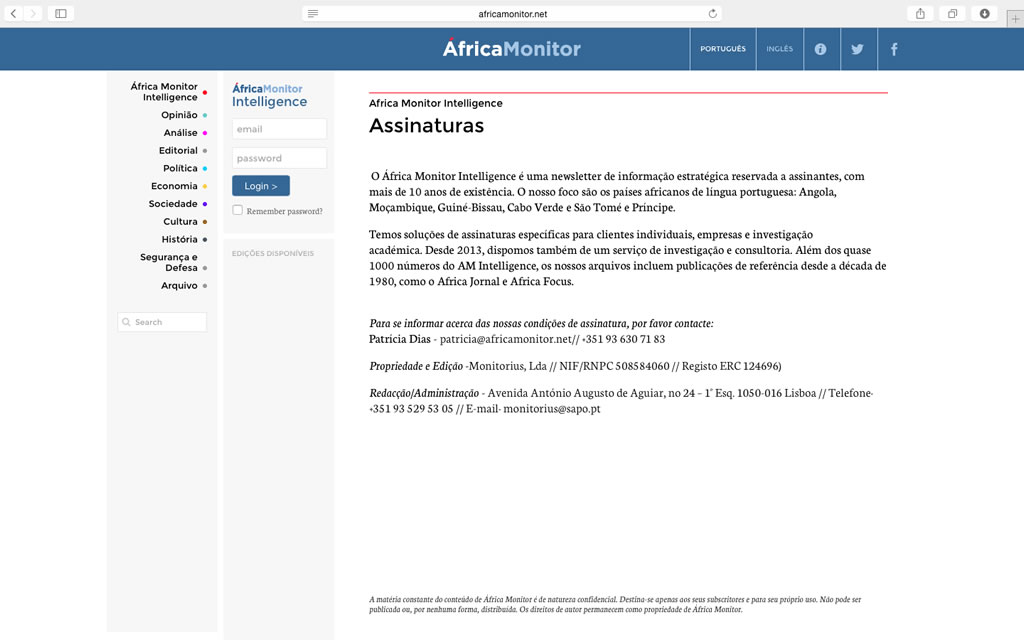 africamonitor.net
ÁfricaMonitor
PORTUGUÊS
INGLÊS
África Monitor
Intelligence
Opinião
Análise
Editorial
Política
Economia
Sociedade
Cultura
História
Segurança e
Defesa
Arquivo
Search
ÁfricaMonitor
Intelligence
email
password
Login >
Remember password?
EDIÇÕES DISPONÍVEIS
África Monitor Intelligence
Assinaturas
O África Monitor Intelligence é uma newsletter de informação estratégica reservada a assinantes, com
mais de 10 anos de existência. O nosso foco são os países africanos de língua portuguesa: Angola,
Moçambique, Guiné-Bissau, Cabo Verde e São Tomé e Príncipe.
Temos soluções de assinaturas específicas para clientes individuais, empresas e investigação
académica. Desde 2013, dispomos também de um serviço de investigação e consultoria. Além dos quase
1000 números do AM Intelligence, os nossos arquivos incluem publicações de referência desde a década de
1980, como o Africa Jornal e Africa Focus.
Para se informar acerca das nossas condições de assinatura, por favor contacte:
Patricia Dias - patricia@africamonitor.net// +351 93 630 71 83
Propriedade e Edição -Monitorius, Lda // NIF/RNPC 508584060 // Registo ERC 124696)
Redacção/Administração - Avenida António Augusto de Aguiar, no 24 – 1º Esq. 1050-016 Lisboa // Telefone-
+351 93 529 53 05 // E-mail- monitorius@sapo.pt
A matéria constante do conteúdo de África Monitor é de natureza confidencial. Destina-se apenas aos seus subscritores e para seu próprio uso. Não pode ser
publicada ou, por nenhuma forma, distribuída. Os direitos de autor permanecem como propriedade de África Monitor.